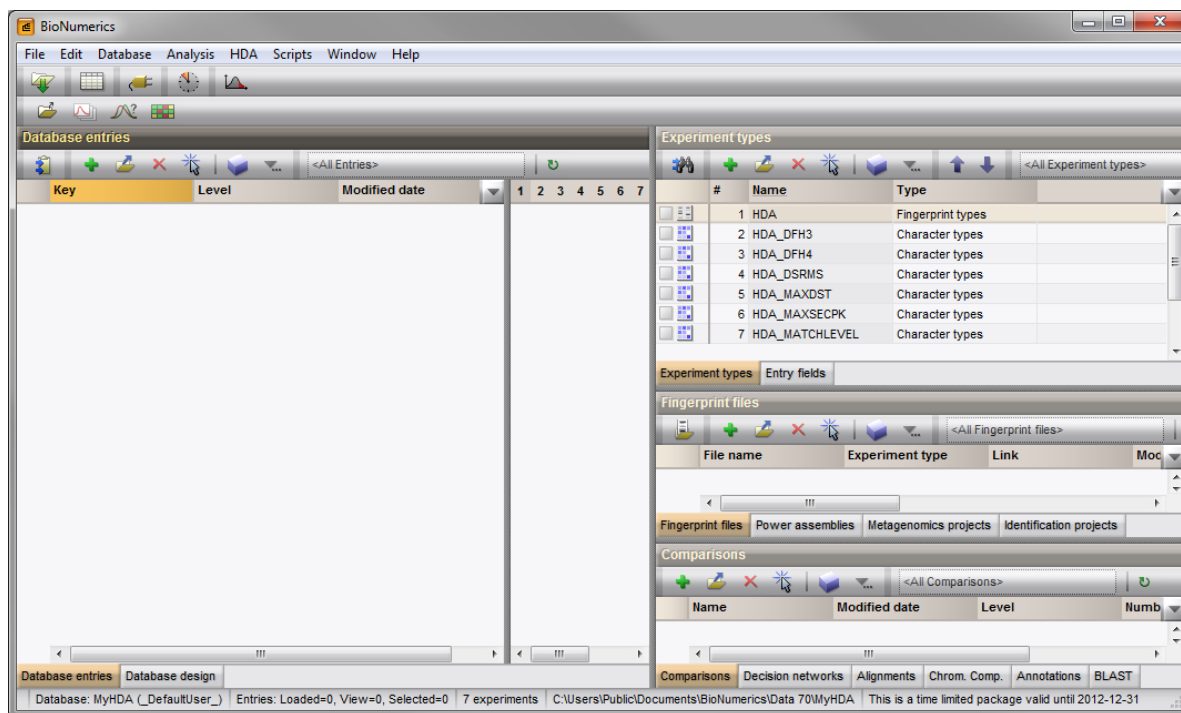 BioNumerics
File Edit Database Analysis HDA Scripts Window Help
Database entries
<All Entries>
Key Level Modified date 1 2 3 4 5 6 7
Experiment types
<All Experiment types>
# Name Type
1 HDA Fingerprint types
2 HDA_DFH3 Character types
3 HDA_DFH4 Character types
4 HDA_DSRMS Character types
5 HDA_MAXDST Character types
6 HDA_MAXSECPK Character types
7 HDA_MATCHLEVEL Character types
Experiment types Entry fields
Fingerprint files
<All Fingerprint files>
File name Experiment type Link Moc
Fingerprint files Power assemblies Metagenomics projects Identification projects
Comparisons
<All Comparisons>
Name Modified date Level Numb
Database entries Database design
Comparisons Decision networks Alignments Chrom. Comp. Annotations BLAST
Database: MyHDA (_DefaultUser_) Entries: Loaded=0, View=0, Selected=0 7 experiments C:\Users\Public\Documents\BioNumerics\Data 70\MyHDA This is a time limited package valid until 2012-12-31